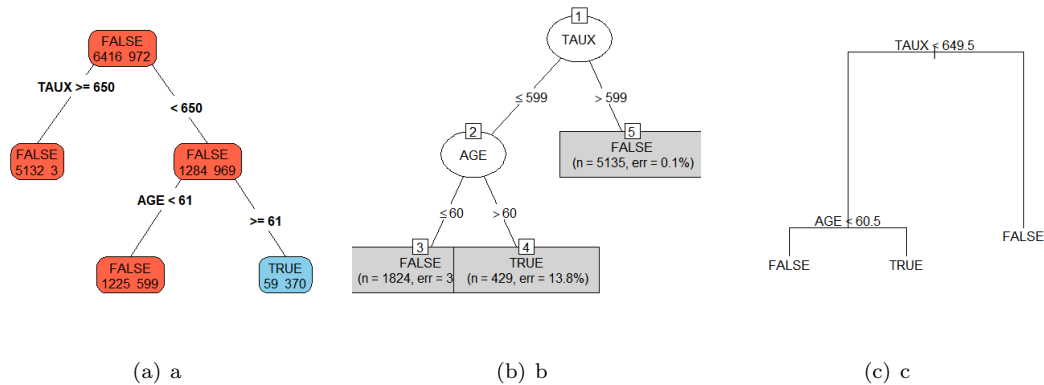 FALSE
6416 972
TAUX >= 650
< 650
FALSE
5132 3
FALSE
1284 969
AGE < 61
>= 61
FALSE
1225 599
TRUE
59 370
(a) a
1
TAUX
≤ 599
> 599
2
AGE
5
FALSE
(n = 5135, err = 0.1%)
≤ 60
> 60
3
FALSE
(n = 1824, err = 3
4
TRUE
(n = 429, err = 13.8%)
(b) b
TAUX < 649.5
AGE < 60.5
FALSE
TRUE
FALSE
(c) c